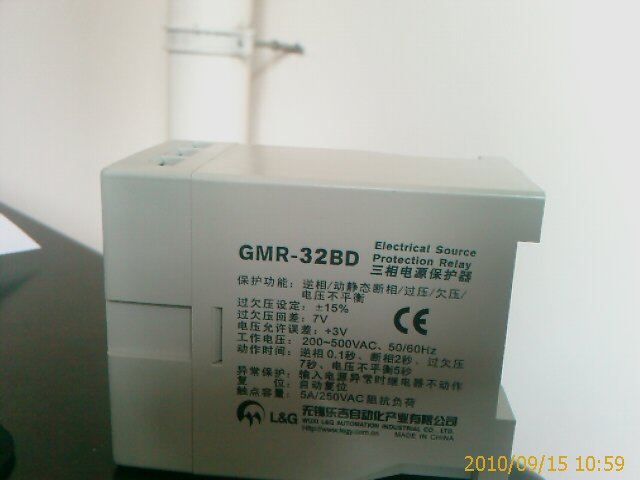 GMR-32BD
Electrical Source
Protection Relay
三相电源保护器
保护功能: 逆相/动静态断相/过压/欠压/
电压不平衡
过欠压设定: ±15%
过欠压回差: 7V
电压允许误差: +3V
工作电压: 200~500VAC, 50/60Hz
动作时间: 逆相 0.1秒、断相2秒、过欠压
7秒、电压不平衡5秒
异常保护: 输入电源异常时继电器不动作
复 位: 自动复位
触点容量: 5A/250VAC 阻抗负荷
CE
L&G 无锡乐吉自动化产业有限公司
WUXI L&G AUTOMATION INDUSTRIAL CO. LTD.
MADE IN CHINA
2010/09/15 10:59